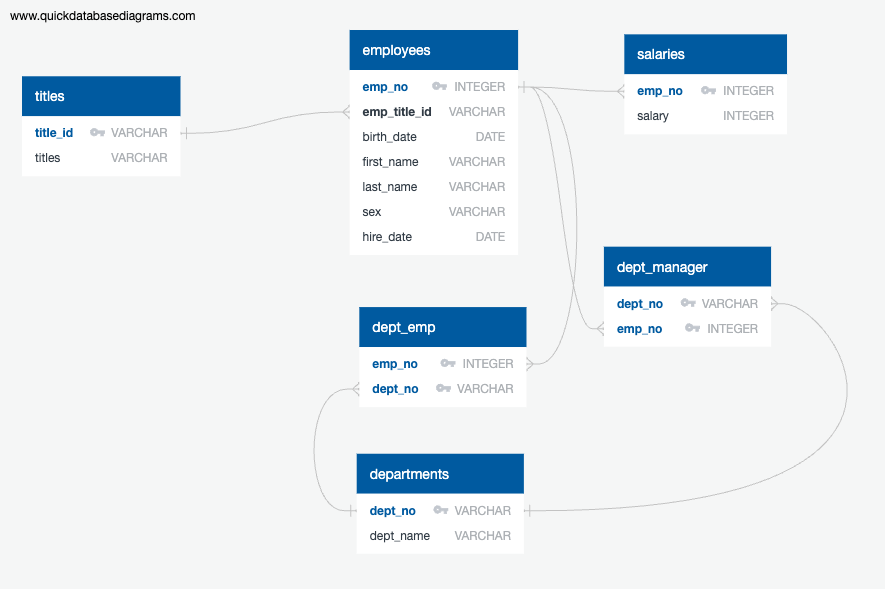 www.quickdatabasediagrams.com
titles
title_id VARCHAR
titles VARCHAR
employees
emp_no INTEGER
emp_title_id VARCHAR
birth_date DATE
first_name VARCHAR
last_name VARCHAR
sex VARCHAR
hire_date DATE
salaries
emp_no INTEGER
salary INTEGER
dept_manager
dept_no VARCHAR
emp_no INTEGER
dept_emp
emp_no INTEGER
dept_no VARCHAR
departments
dept_no VARCHAR
dept_name VARCHAR